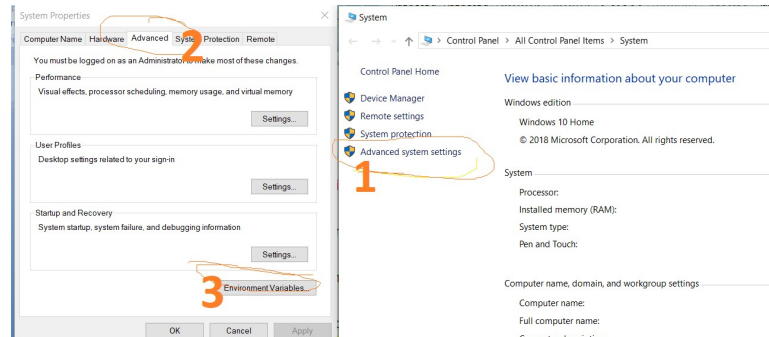 System Properties
Computer Name Hardware Advanced System Protection Remote
2
You must be logged on as an Administrator to make most of these changes.
Performance
Visual effects, processor scheduling, memory usage, and virtual memory
Settings...
User Profiles
Desktop settings related to your sign-in
Settings...
Startup and Recovery
System startup, system failure, and debugging information
Settings...
3
Environment Variables...
OK Cancel Apply
System
Control Panel > All Control Panel Items > System
Control Panel Home
Device Manager
Remote settings
System protection
Advanced system settings
1
View basic information about your computer
Windows edition
Windows 10 Home
© 2018 Microsoft Corporation. All rights reserved.
System
Processor:
Installed memory (RAM):
System type:
Pen and Touch:
Computer name, domain, and workgroup settings
Computer name:
Full computer name: